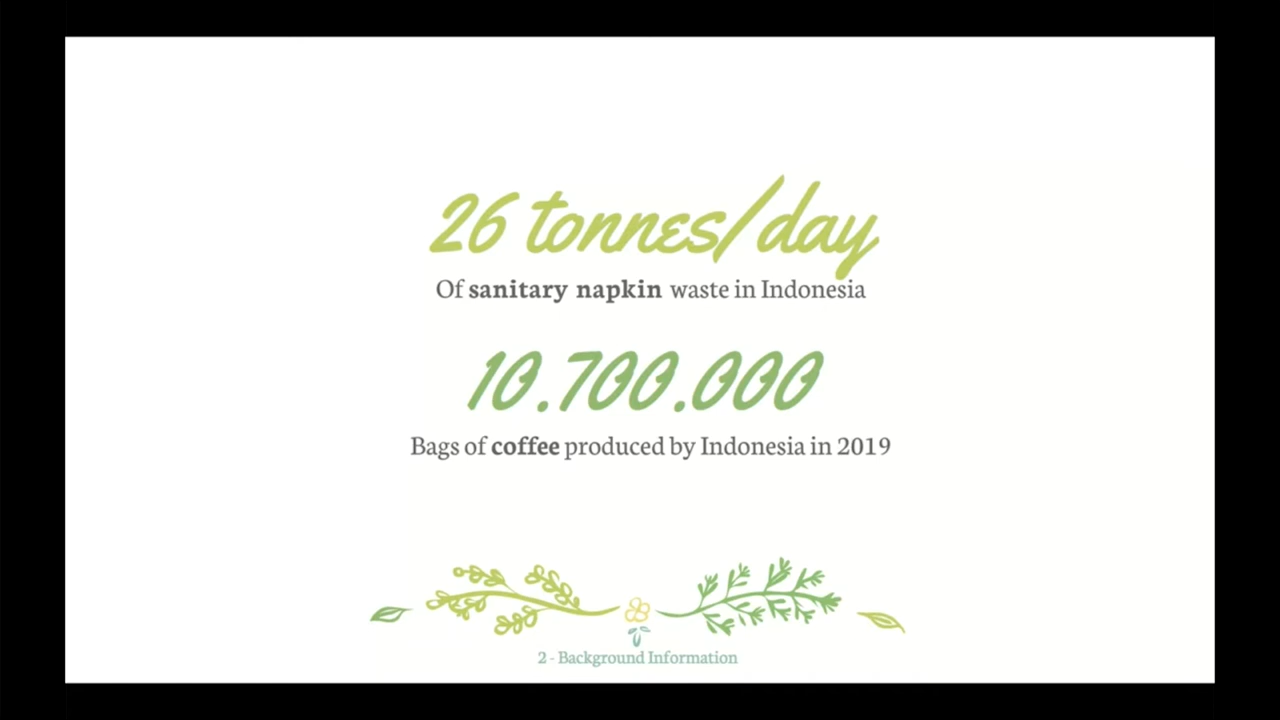 26 tonnes/day
Of sanitary napkin waste in Indonesia
10.700.000
Bags of coffee produced by Indonesia in 2019
2 - Background Information